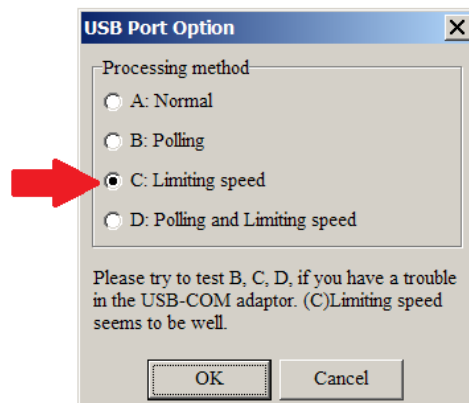 USB Port Option
Processing method
A: Normal
B: Polling
C: Limiting speed
D: Polling and Limiting speed
Please try to test B, C, D, if you have a trouble
in the USB-COM adaptor. (C)Limiting speed
seems to be well.
OK Cancel